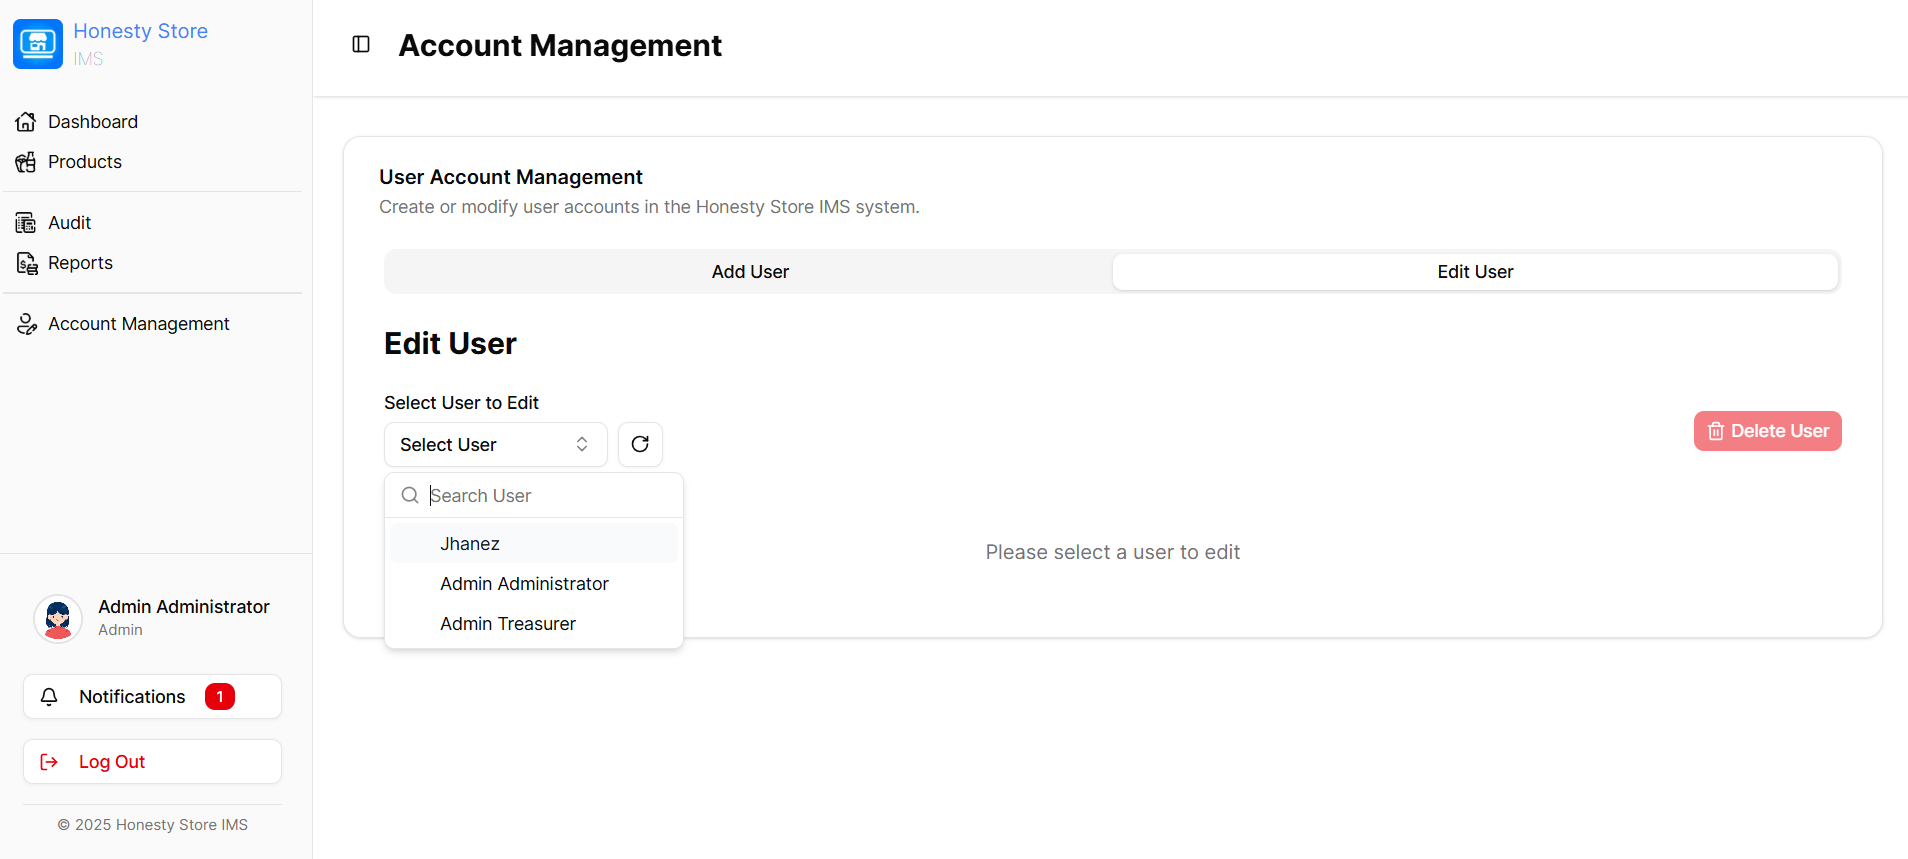 Honesty Store
IMS
Dashboard
Products
Audit
Reports
Account Management
Admin Administrator
Admin
Notifications 1
Log Out
© 2025 Honesty Store IMS
Account Management
User Account Management
Create or modify user accounts in the Honesty Store IMS system.
Add User
Edit User
Edit User
Select User to Edit
Select User
Delete User
Search User
Jhanez
Admin Administrator
Admin Treasurer
Please select a user to edit